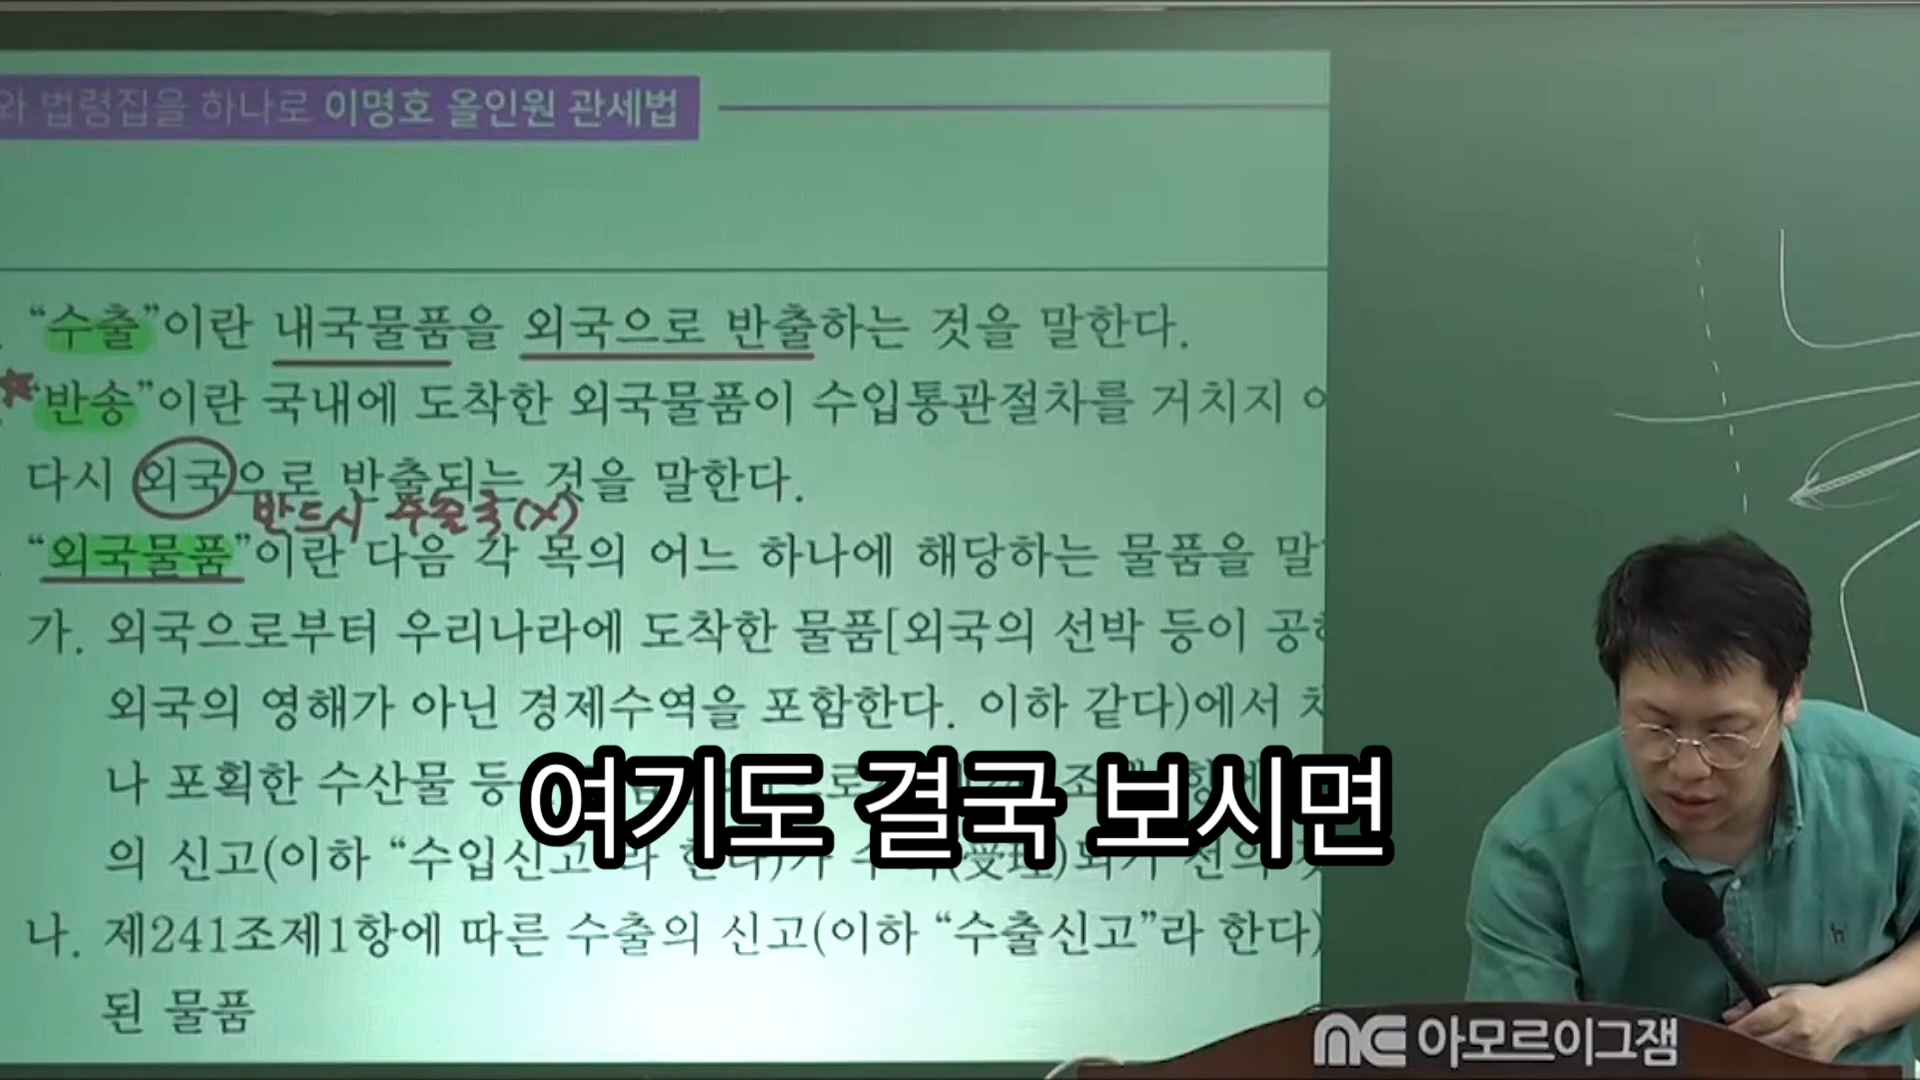 와 법령집을 하나로 이명호 올인원 관세법
“수출”이란 내국물품을 외국으로 반출하는 것을 말한다.
“반송”이란 국내에 도착한 외국물품이 수입통관절차를 거치지
다시 외국으로 반출되는 것을 말한다.
반드시 수출국(×)
“외국물품”이란 다음 각 목의 어느 하나에 해당하는 물품을 말
가. 외국으로부터 우리나라에 도착한 물품[외국의 선박 등이 공
외국의 영해가 아닌 경제수역을 포함한다. 이하 같다)에서
나 포획한 수산물 등
여기도 결국 보시면
의 신고(이하 “수입신고
나. 제241조제1항에 따른 수출의 신고(이하 “수출신고”라 한다)
된 물품
아모르이그잼